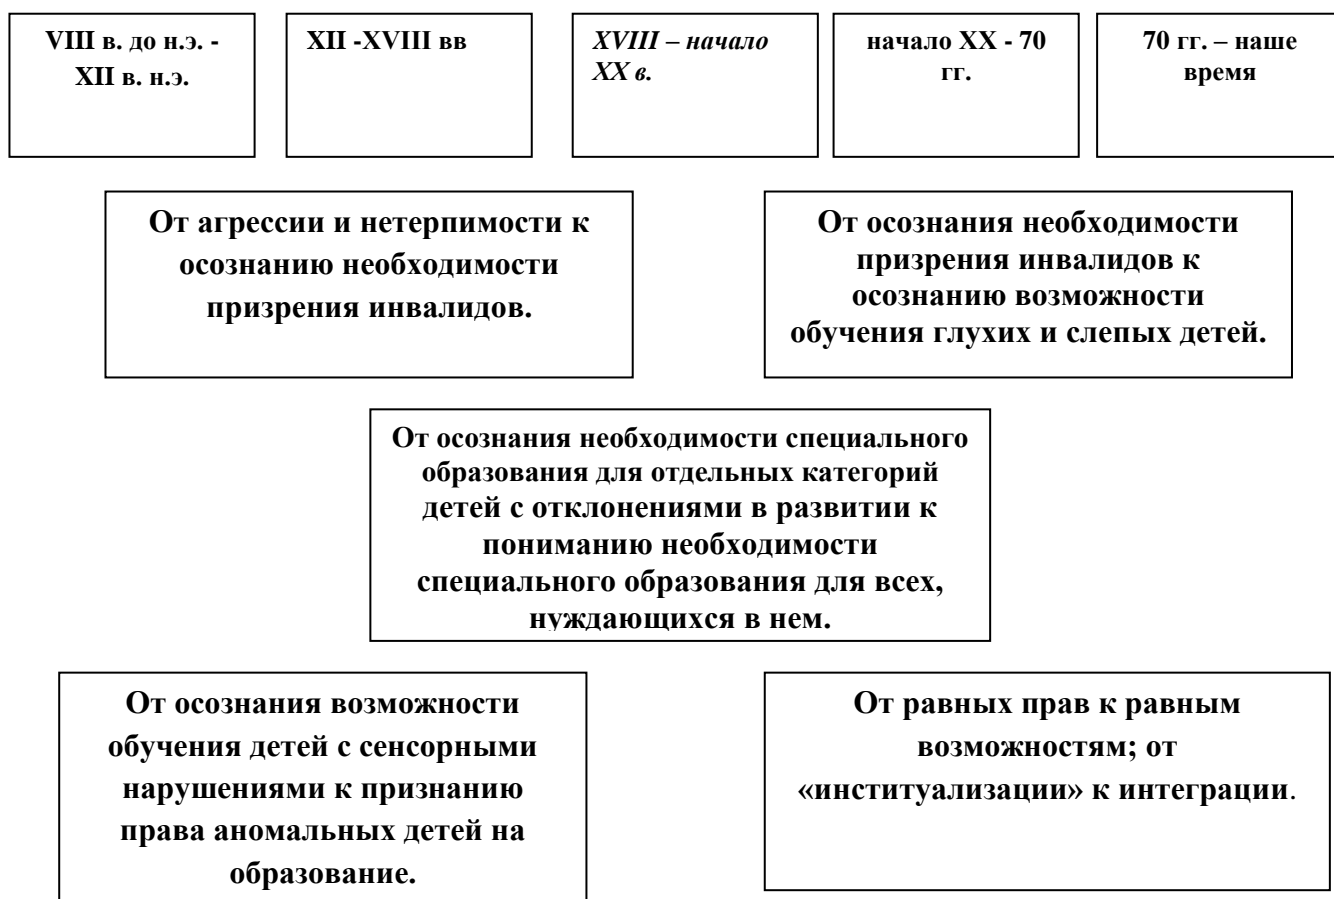 VIII в. до н.э. -
XII в. н.э.
XII -XVIII вв
XVIII – начало
XX в.
начало XX - 70
гг.
70 гг. – наше
время
От агрессии и нетерпимости к
осознанию необходимости
призрения инвалидов.
От осознания необходимости
призрения инвалидов к
осознанию возможности
обучения глухих и слепых детей.
От осознания необходимости специального
образования для отдельных категорий
детей с отклонениями в развитии к
пониманию необходимости
специального образования для всех,
нуждающихся в нем.
От осознания возможности
обучения детей с сенсорными
нарушениями к признанию
права аномальных детей на
образование.
От равных прав к равным
возможностям; от
«институализации» к интеграции.